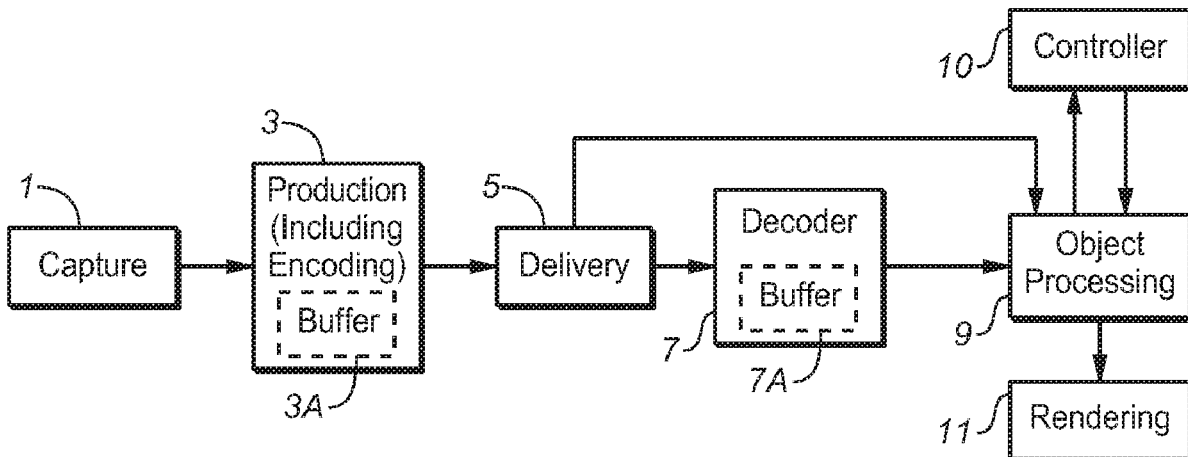 10
Controller
3
1
5
Production
(Including
Encoding)
Buffer
Capture
Delivery
Decoder
Buffer
Object
Processing
3A
7
7A
9
11
Rendering